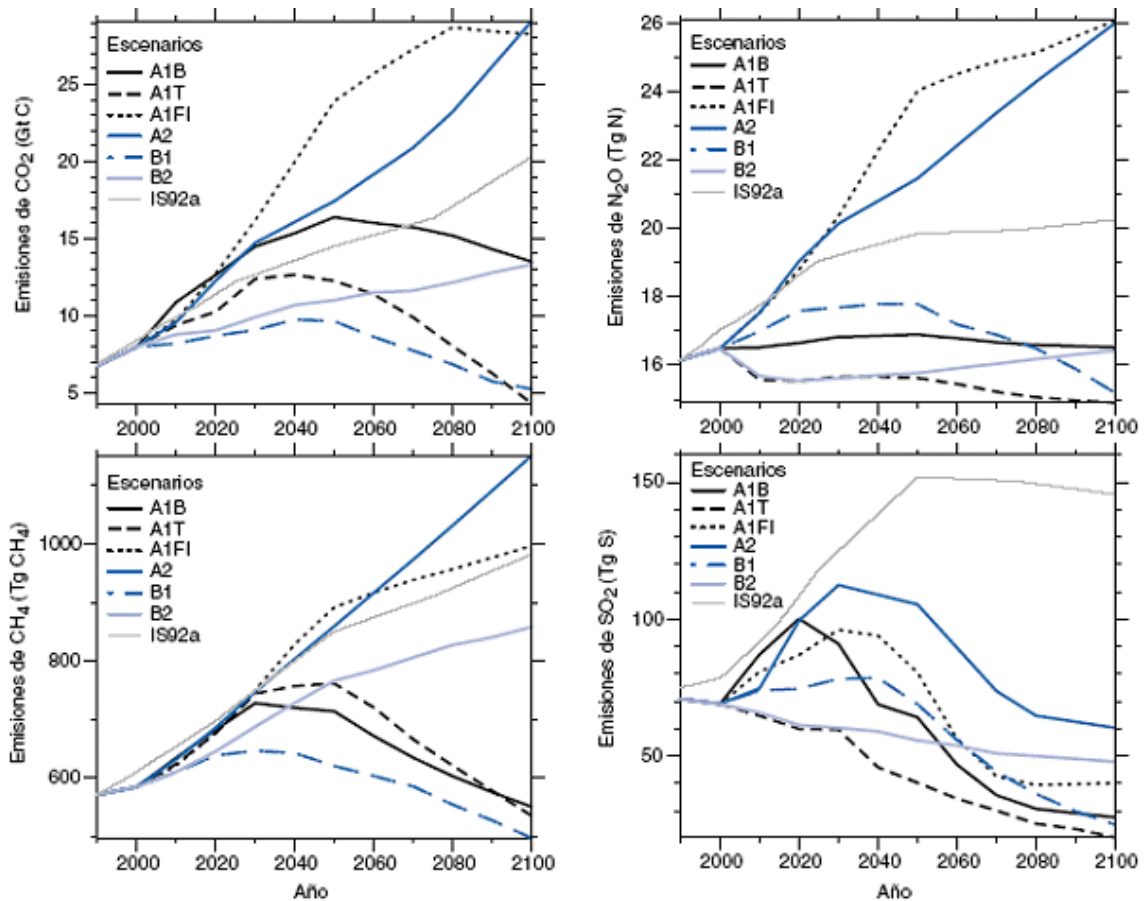 Escenarios
A1B
A1T
A1FI
A2
B1
B2
IS92a
Emisiones de CO₂ (Gt C)
25
20
15
10
5
2000 2020 2040 2060 2080 2100
Escenarios
A1B
A1T
A1FI
A2
B1
B2
IS92a
Emisiones de N₂O (Tg N)
26
24
22
20
18
16
2000 2020 2040 2060 2080 2100
Escenarios
A1B
A1T
A1FI
A2
B1
B2
IS92a
Emisiones de CH₄ (Tg CH₄)
1000
800
600
2000 2020 2040 2060 2080 2100
Año
Escenarios
A1B
A1T
A1FI
A2
B1
B2
IS92a
Emisiones de SO₂ (Tg S)
150
100
50
2000 2020 2040 2060 2080 2100
Año